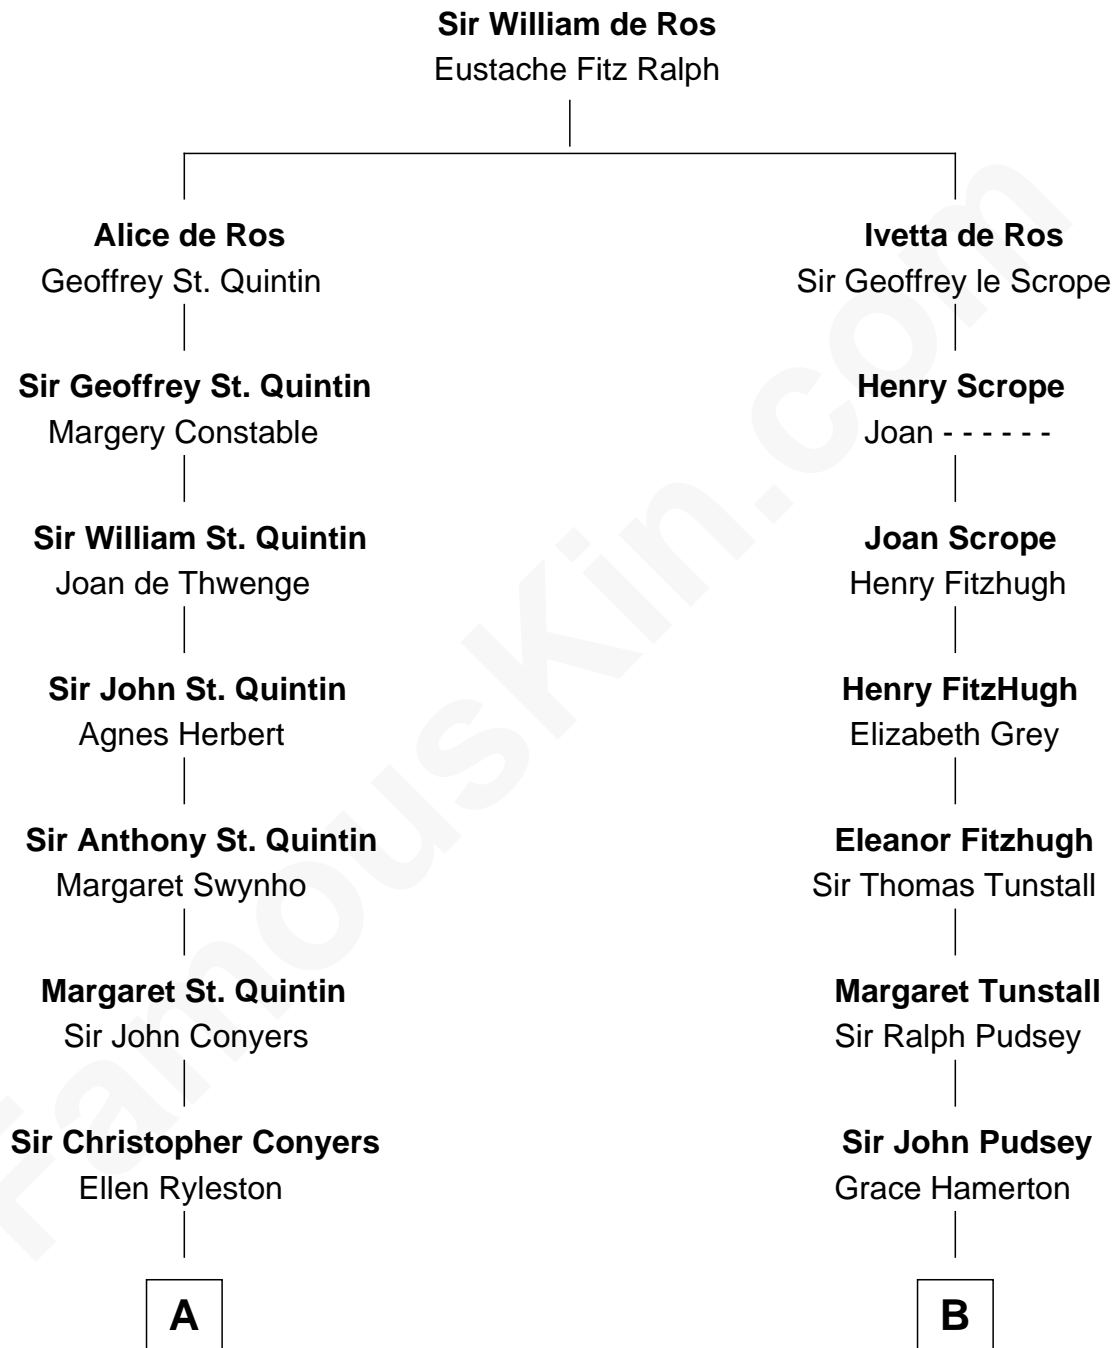 Sir William de Ros
Eustache Fitz Ralph
Alice de Ros
Geoffrey St. Quintin
Ivetta de Ros
Sir Geoffrey le Scrope
Sir Geoffrey St. Quintin
Margery Constable
Henry Scrope
Joan - - - - - -
Sir William St. Quintin
Joan de Thwenge
Joan Scrope
Henry Fitzhugh
Sir John St. Quintin
Agnes Herbert
Henry FitzHugh
Elizabeth Grey
Sir Anthony St. Quintin
Margaret Swynho
Eleanor Fitzhugh
Sir Thomas Tunstall
Margaret St. Quintin
Sir John Conyers
Margaret Tunstall
Sir Ralph Pudsey
Sir Christopher Conyers
Ellen Ryleston
Sir John Pudsey
Grace Hamerton
A
B
FamousKin.com